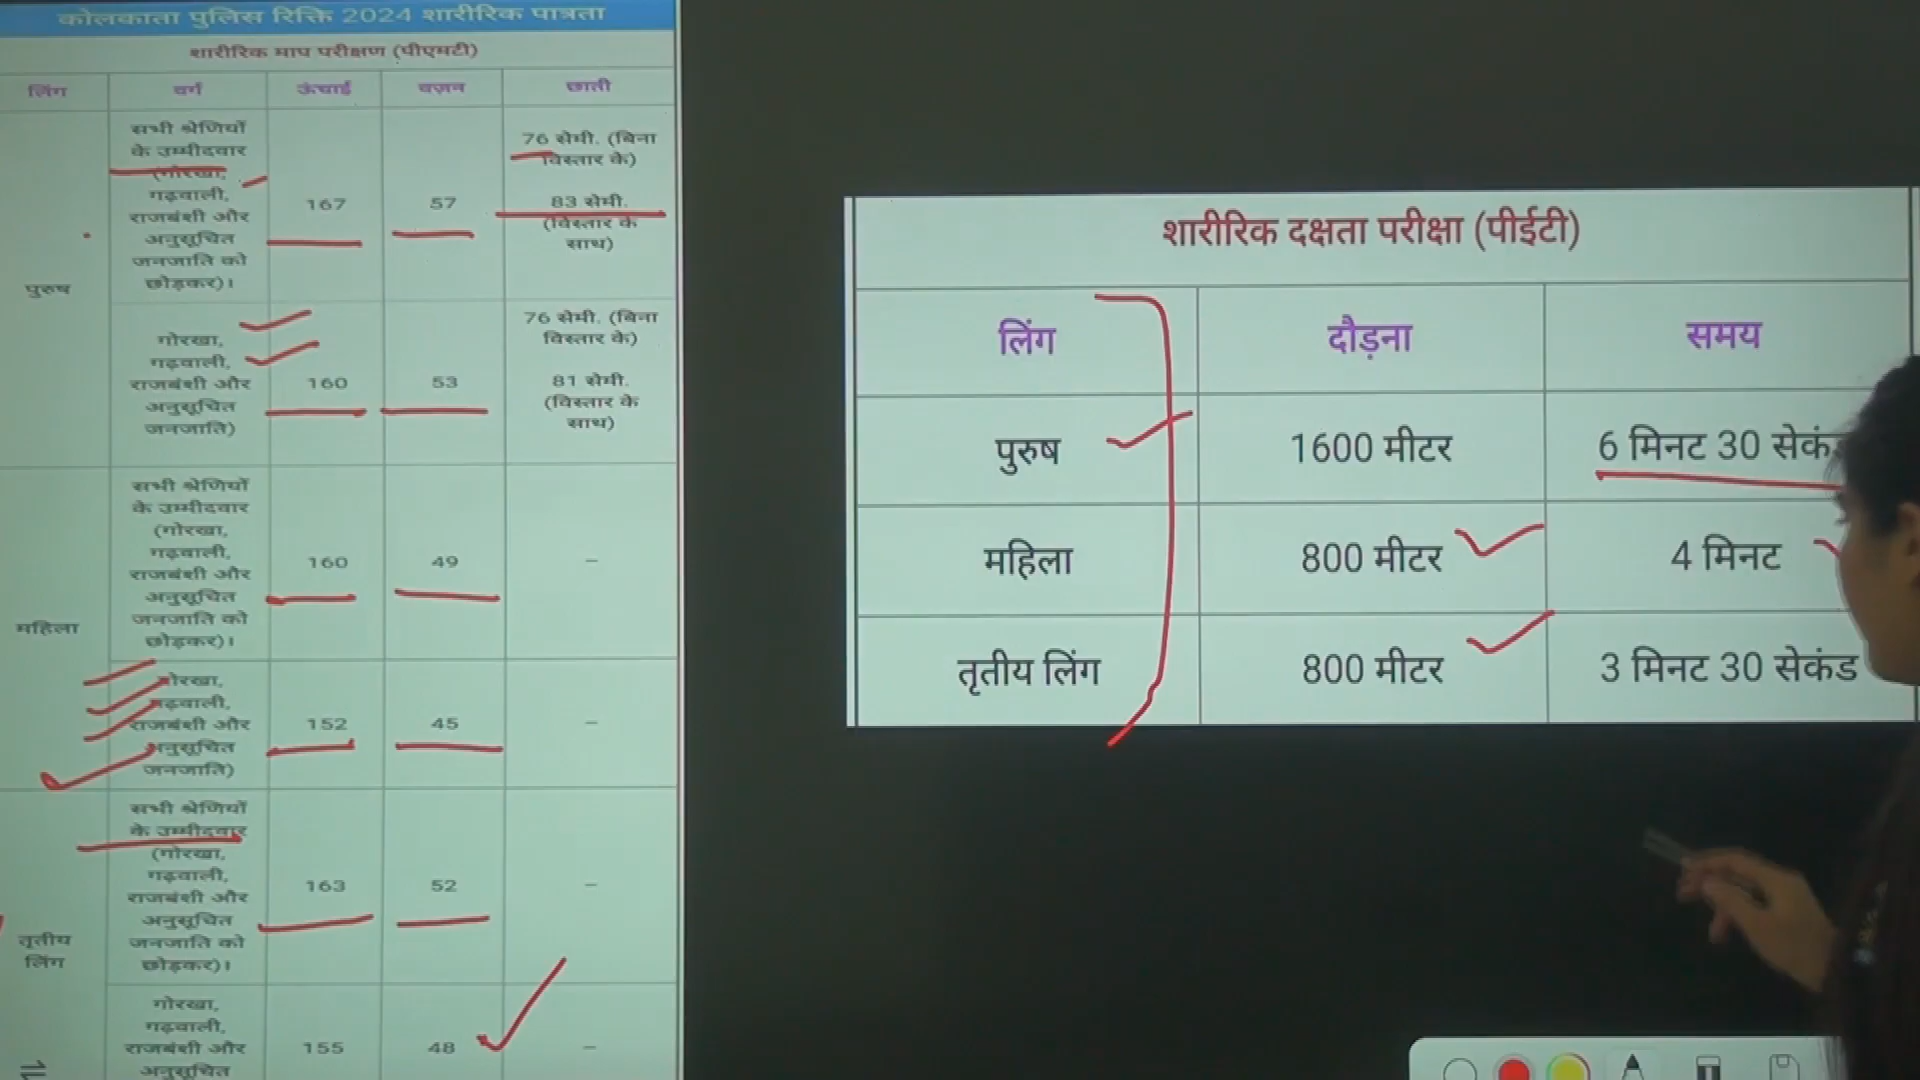 कोलकाता पुलिस रिक्ति 2024 शारीरिक पात्रता
शारीरिक माप परीक्षण (पीएमटी)
लिंग वर्ग ऊंचाई वज़न छाती
पुरुष
सभी श्रेणियों
के उम्मीदवार
(गोरखा,
गढ़वाली,
राजबंशी और
अनुसूचित
जनजाति को
छोड़कर)।
167 57
76 सेमी. (बिना
विस्तार के)
83 सेमी.
(विस्तार के
साथ)
गोरखा,
गढ़वाली,
राजबंशी और
अनुसूचित
जनजाति)
160 53
76 सेमी. (बिना
विस्तार के)
81 सेमी.
(विस्तार के
साथ)
महिला
सभी श्रेणियों
के उम्मीदवार
(गोरखा,
गढ़वाली,
राजबंशी और
अनुसूचित
जनजाति को
छोड़कर)।
160 49 –
गोरखा,
गढ़वाली,
राजबंशी और
अनुसूचित
जनजाति)
152 45 –
तृतीय
लिंग
सभी श्रेणियों
के उम्मीदवार
(गोरखा,
गढ़वाली,
राजबंशी और
अनुसूचित
जनजाति को
छोड़कर)।
163 52 –
गोरखा,
गढ़वाली,
राजबंशी और
अनुसूचित
155 48 –
शारीरिक दक्षता परीक्षा (पीईटी)
लिंग दौड़ना समय
पुरुष 1600 मीटर 6 मिनट 30 सेकंड
महिला 800 मीटर 4 मिनट
तृतीय लिंग 800 मीटर 3 मिनट 30 सेकंड